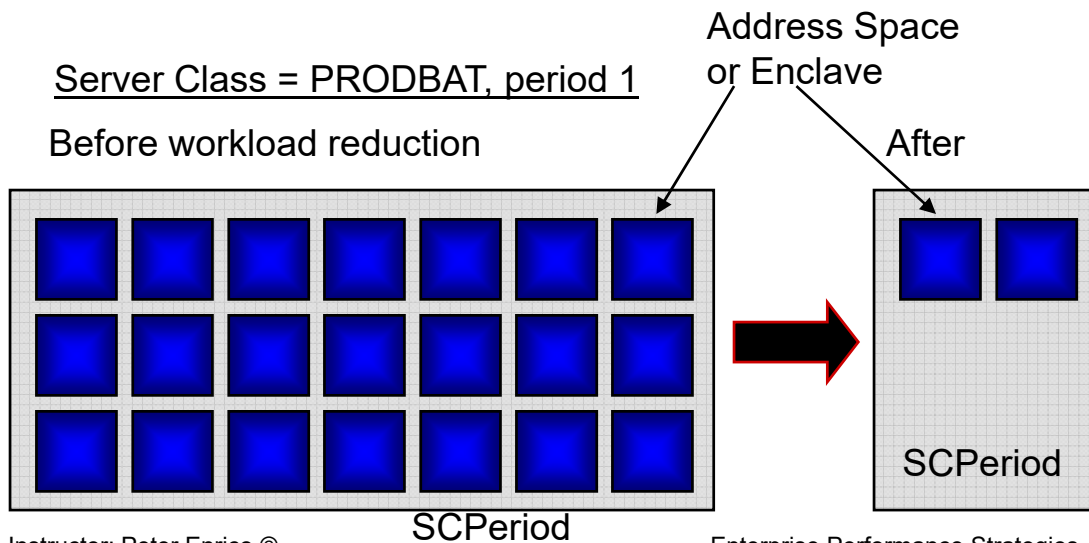 Address Space
or Enclave
Server Class = PRODBAT, period 1
Before workload reduction
After
SCPeriod
SCPeriod